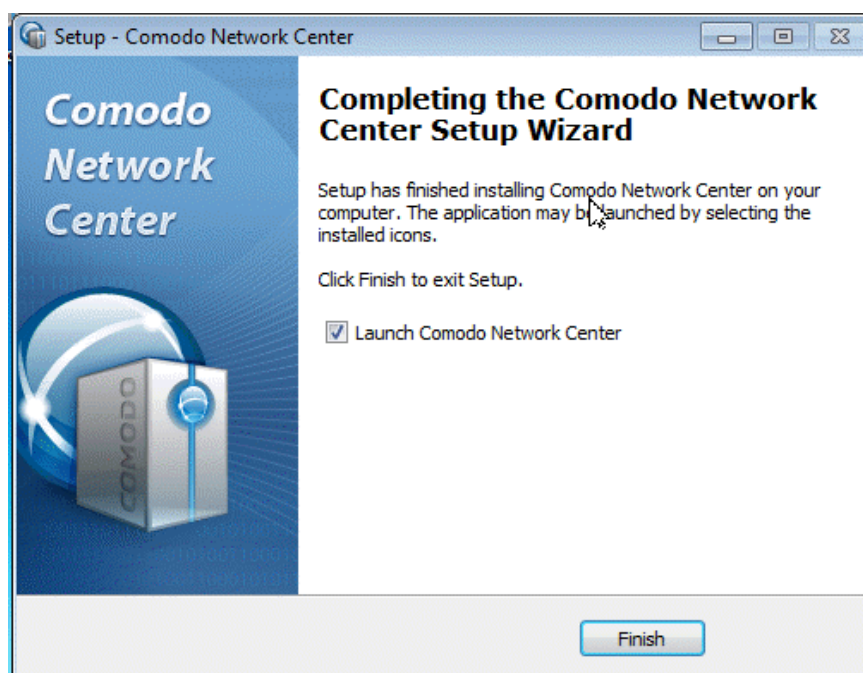 Setup - Comodo Network Center
Comodo
Network
Center
Completing the Comodo Network
Center Setup Wizard
Setup has finished installing Comodo Network Center on your
computer. The application may be launched by selecting the
installed icons.
Click Finish to exit Setup.
Launch Comodo Network Center
COMODO
Finish